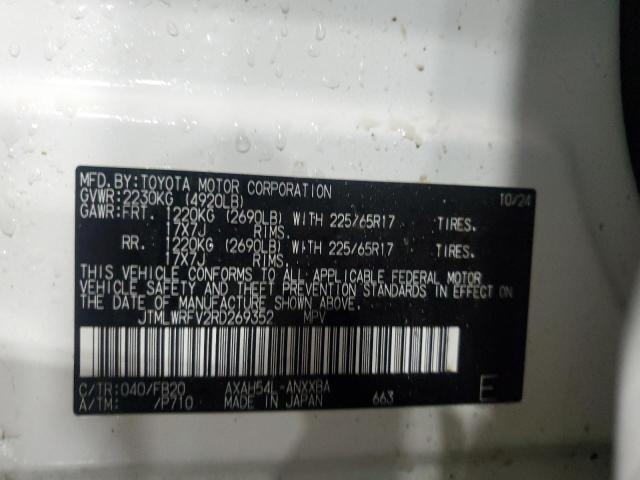 MFD.BY:TOYOTA MOTOR CORPORATION 10/24
GVWR:2230KG (4920LB)
GAWR:FRT. 1220KG (2690LB) WITH 225/65R17 TIRES.
17X7J RIMS.
RR. 1220KG (2690LB) WITH 225/65R17 TIRES.
17X7J RIMS.
THIS VEHICLE CONFORMS TO ALL APPLICABLE FEDERAL MOTOR
VEHICLE SAFETY AND THEFT PREVENTION STANDARDS IN EFFECT ON
THE DATE OF MANUFACTURE SHOWN ABOVE.
JTMLWRFV2RD269352 MPV
C/TR:040/FB20 AXAH54L-ANXXBA
A/TM: /P710 MADE IN JAPAN 663 E